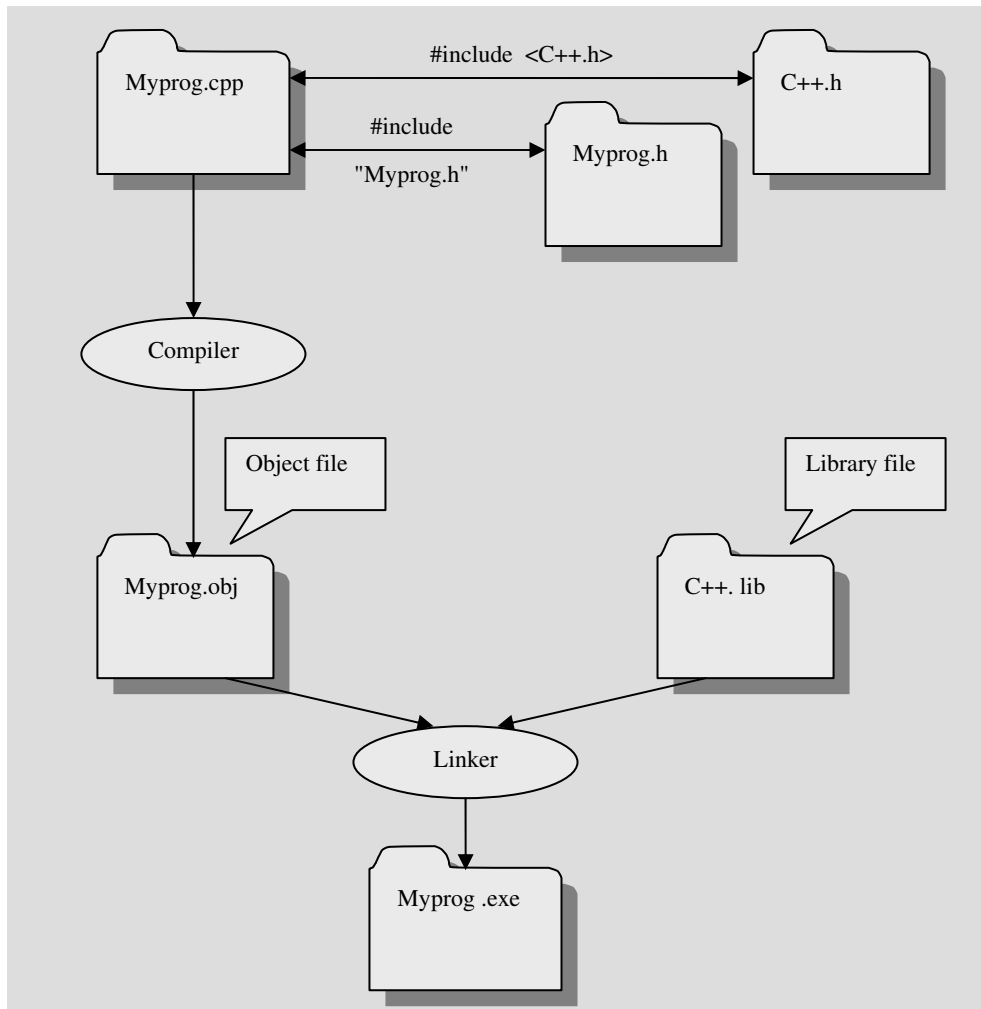 #include <C++.h>
Myprog.cpp
C++.h
#include
"Myprog.h"
Myprog.h
Compiler
Object file
Library file
Myprog.obj
C++. lib
Linker
Myprog .exe